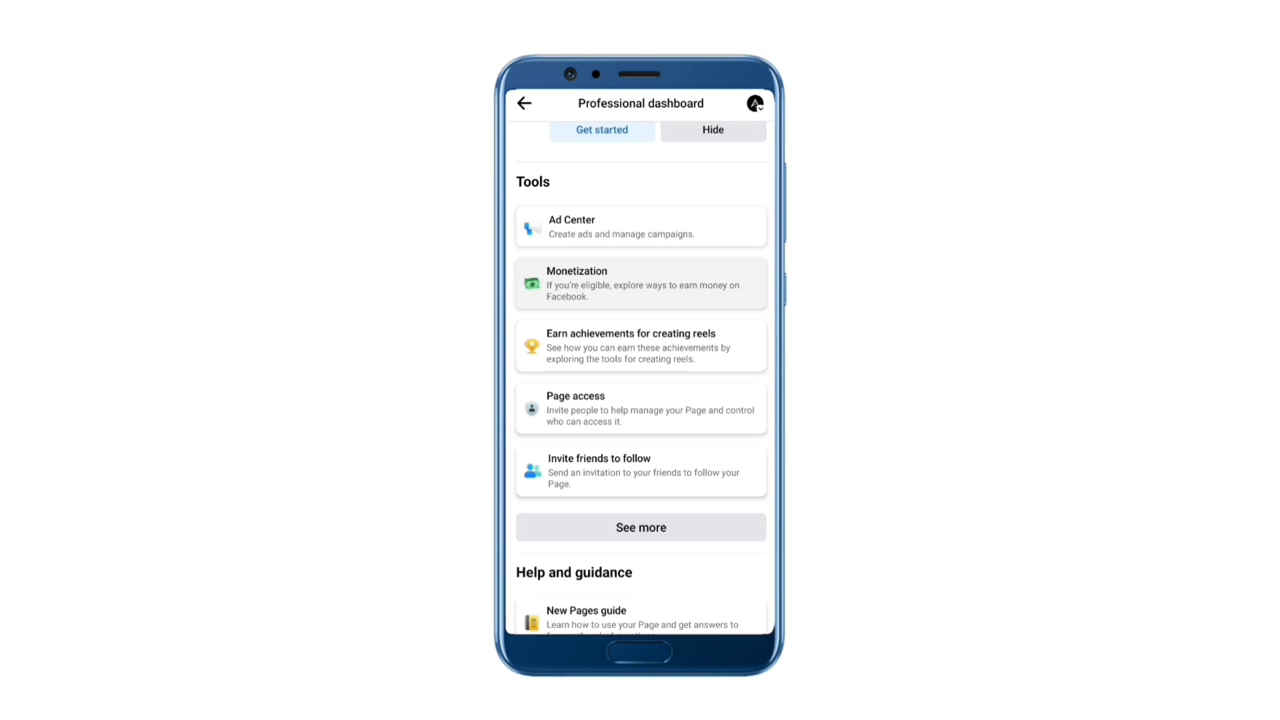 Professional dashboard
Get started
Hide
Tools
Ad Center
Create ads and manage campaigns.
Monetization
If you're eligible, explore ways to earn money on
Facebook.
Earn achievements for creating reels
See how you can earn these achievements by
exploring the tools for creating reels.
Page access
Invite people to help manage your Page and control
who can access it.
Invite friends to follow
Send an invitation to your friends to follow your
Page.
See more
Help and guidance
New Pages guide
Learn how to use your Page and get answers to